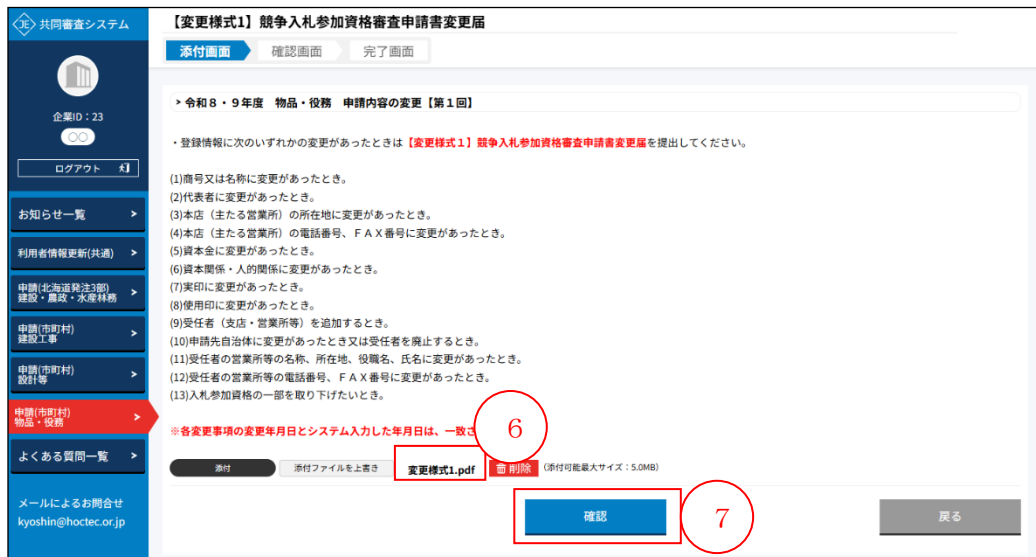 JE 共同審査システム
企業ID：23
〇〇
ログアウト
お知らせ一覧 >
利用者情報更新(共通) >
申請(北海道発注3部)
建設・農政・水産林務 >
申請(市町村)
建設工事 >
申請(市町村)
設計等 >
申請(市町村)
物品・役務 >
よくある質問一覧 >
メールによるお問合せ
kyoshin@hoctec.or.jp
【変更様式1】競争入札参加資格審査申請書変更届
添付画面 確認画面 完了画面
> 令和８・９年度　物品・役務　申請内容の変更【第１回】
・登録情報に次のいずれかの変更があったときは【変更様式１】競争入札参加資格審査申請書変更届を提出してください。
(1)商号又は名称に変更があったとき。
(2)代表者に変更があったとき。
(3)本店（主たる営業所）の所在地に変更があったとき。
(4)本店（主たる営業所）の電話番号、ＦＡＸ番号に変更があったとき。
(5)資本金に変更があったとき。
(6)資本関係・人的関係に変更があったとき。
(7)実印に変更があったとき。
(8)使用印に変更があったとき。
(9)受任者（支店・営業所等）を追加するとき。
(10)申請先自治体に変更があったとき又は受任者を廃止するとき。
(11)受任者の営業所等の名称、所在地、役職名、氏名に変更があったとき。
(12)受任者の営業所等の電話番号、ＦＡＸ番号に変更があったとき。
(13)入札参加資格の一部を取り下げたいとき。
※各変更事項の変更年月日とシステム入力した年月日は、一致さ
６
添付 添付ファイルを上書き 変更様式1.pdf 削除 (添付可能最大サイズ：5.0MB)
確認 ７ 戻る